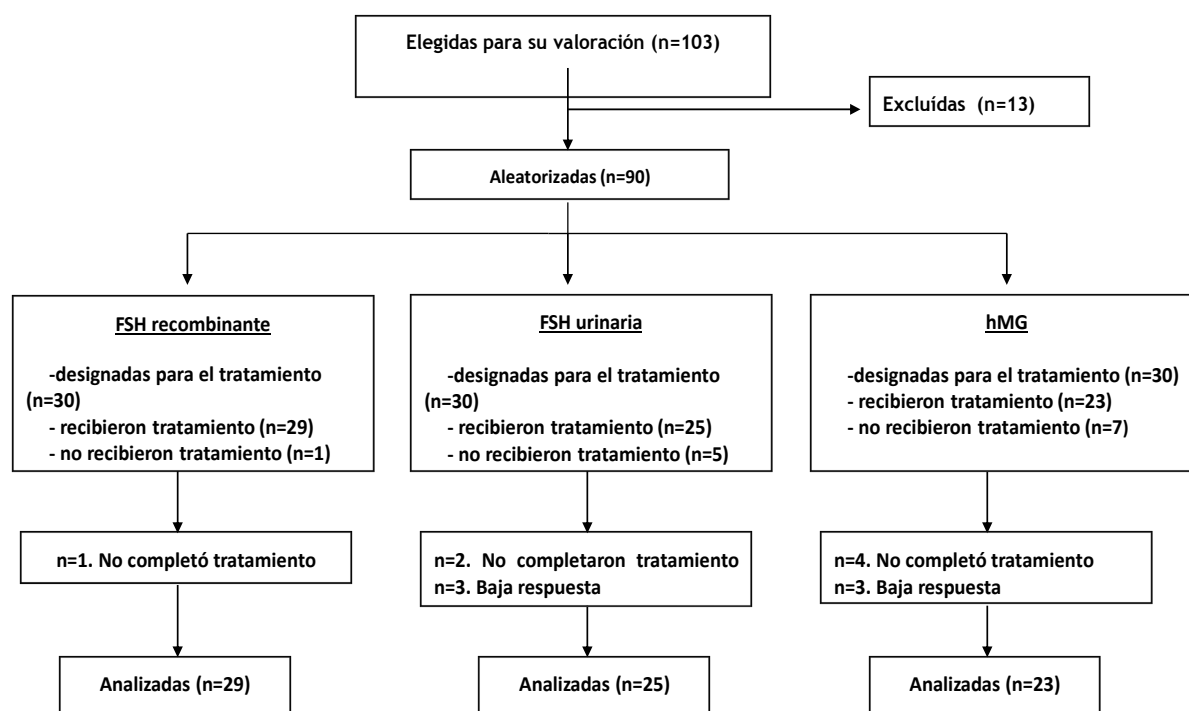 Elegidas para su valoración (n=103)
Excluídas (n=13)
Aleatorizadas (n=90)
FSH recombinante
-designadas para el tratamiento
(n=30)
- recibieron tratamiento (n=29)
- no recibieron tratamiento (n=1)
FSH urinaria
-designadas para el tratamiento
(n=30)
- recibieron tratamiento (n=25)
- no recibieron tratamiento (n=5)
hMG
-designadas para el tratamiento (n=30)
- recibieron tratamiento (n=23)
- no recibieron tratamiento (n=7)
n=1. No completó tratamiento
n=2. No completaron tratamiento
n=3. Baja respuesta
n=4. No completó tratamiento
n=3. Baja respuesta
Analizadas (n=29)
Analizadas (n=25)
Analizadas (n=23)